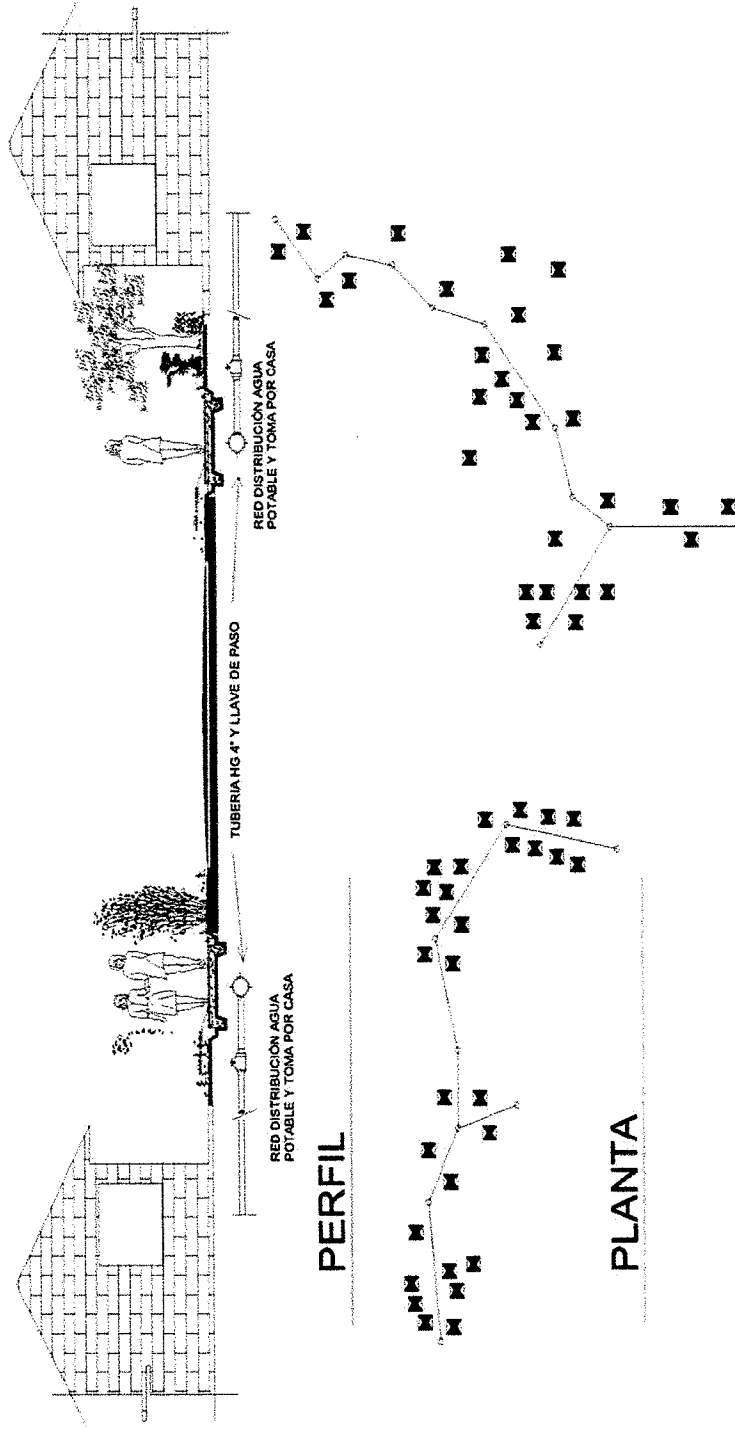 RED DISTRIBUCIÓN AGUA
POTABLE Y TOMA POR CASA
TUBERIA HG 4" Y LLAVE DE PASO
RED DISTRIBUCIÓN AGUA
POTABLE Y TOMA POR CASA
PERFIL
PLANTA